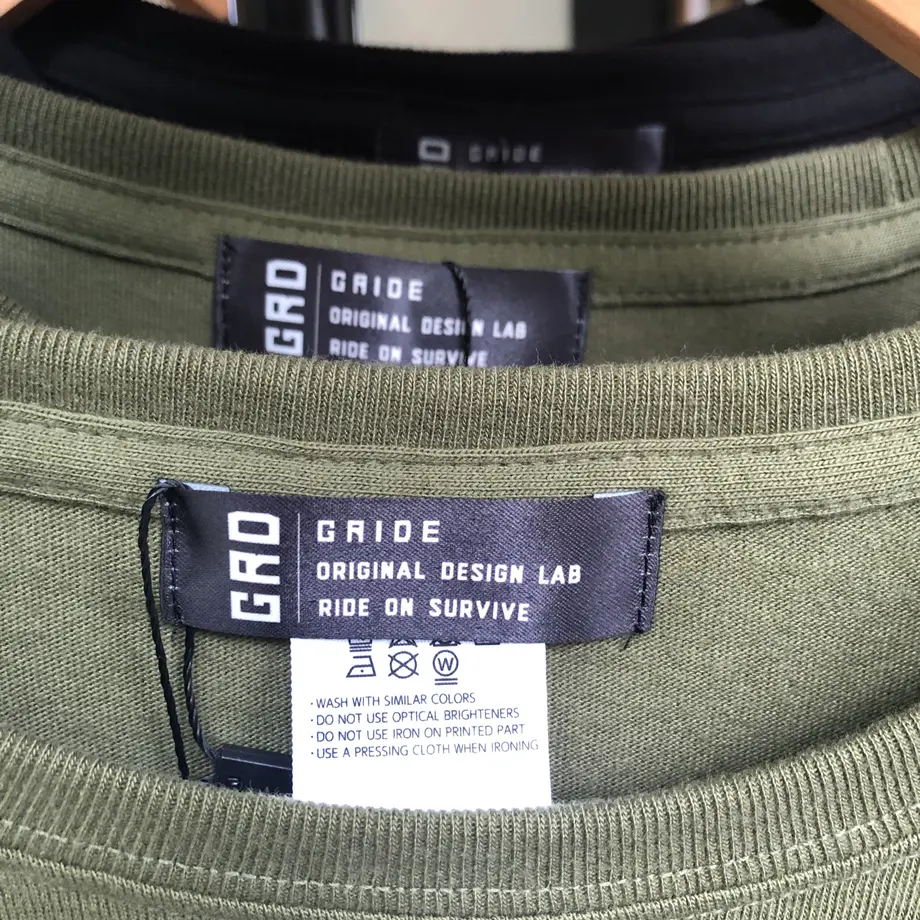 GRIDE
GRD
GRIDE
ORIGINAL DESIGN LAB
RIDE ON SURVIVE
GRD
GRIDE
ORIGINAL DESIGN LAB
RIDE ON SURVIVE
W
· WASH WITH SIMILAR COLORS
· DO NOT USE OPTICAL BRIGHTENERS
· DO NOT USE IRON ON PRINTED PART
· USE A PRESSING CLOTH WHEN IRONING